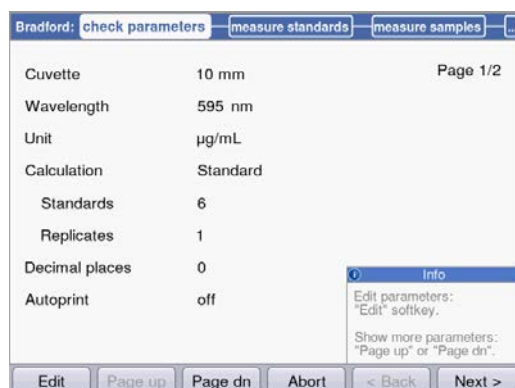 Bradford: check parameters measure standards measure samples ...
Cuvette 10 mm Page 1/2
Wavelength 595 nm
Unit µg/mL
Calculation Standard
Standards 6
Replicates 1
Decimal places 0
Autoprint off
Info
Edit parameters:
"Edit" softkey.
Show more parameters:
"Page up" or "Page dn".
Edit Page up Page dn Abort < Back Next >